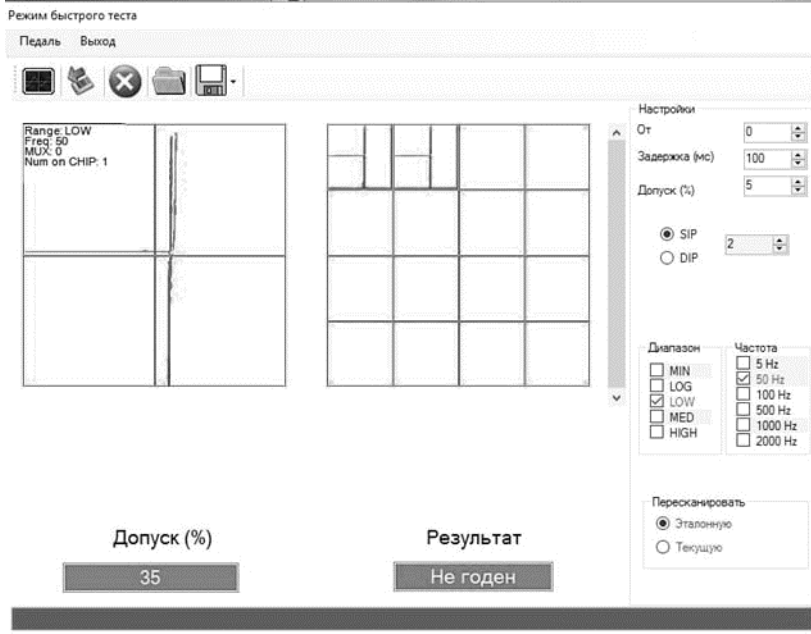 Режим быстрого теста
Педаль Выход
Range: LOW
Freq: 50
MUX: 0
Num on CHIP: 1
Настройки
От 0
Задержка (мс) 100
Допуск (%) 5
SIP 2
DIP
Диапазон
MIN
LOG
LOW
MED
HIGH
Частота
5 Hz
50 Hz
100 Hz
500 Hz
1000 Hz
2000 Hz
Пересканировать
Эталонную
Текущую
Допуск (%)
35
Результат
Не годен